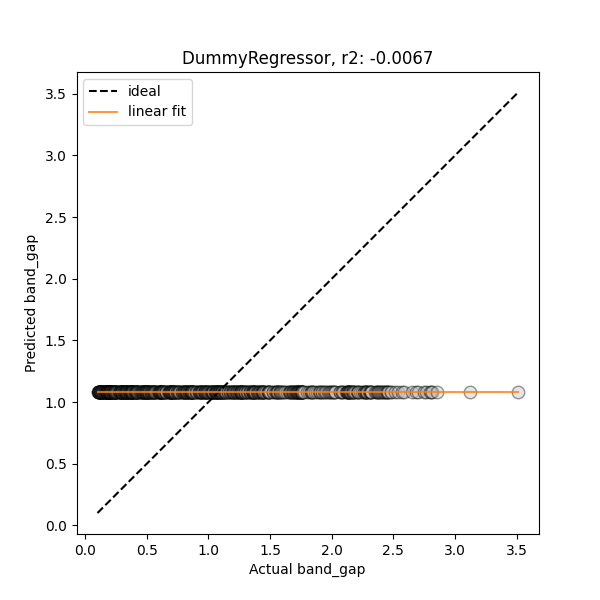 DummyRegressor, r2: -0.0067
ideal
linear fit
3.5
3.0
2.5
2.0
1.5
1.0
0.5
0.0
Predicted band_gap
0.0 0.5 1.0 1.5 2.0 2.5 3.0 3.5
Actual band_gap